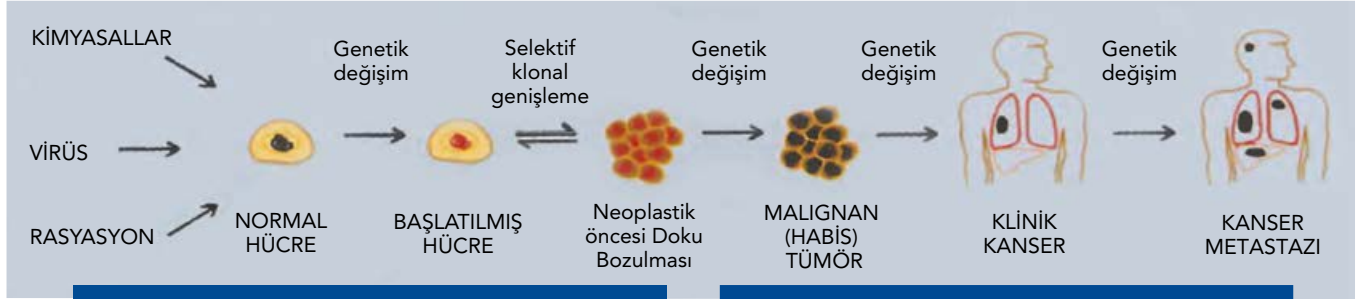 KİMYASALLAR
VİRÜS
RASYASYON
NORMAL
HÜCRE
Genetik
değişim
BAŞLATILMIŞ
HÜCRE
Selektif
klonal
genişleme
Neoplastik
öncesi Doku
Bozulması
Genetik
değişim
MALIGNAN
(HABİS)
TÜMÖR
Genetik
değişim
KLİNİK
KANSER
Genetik
değişim
KANSER
METASTAZI